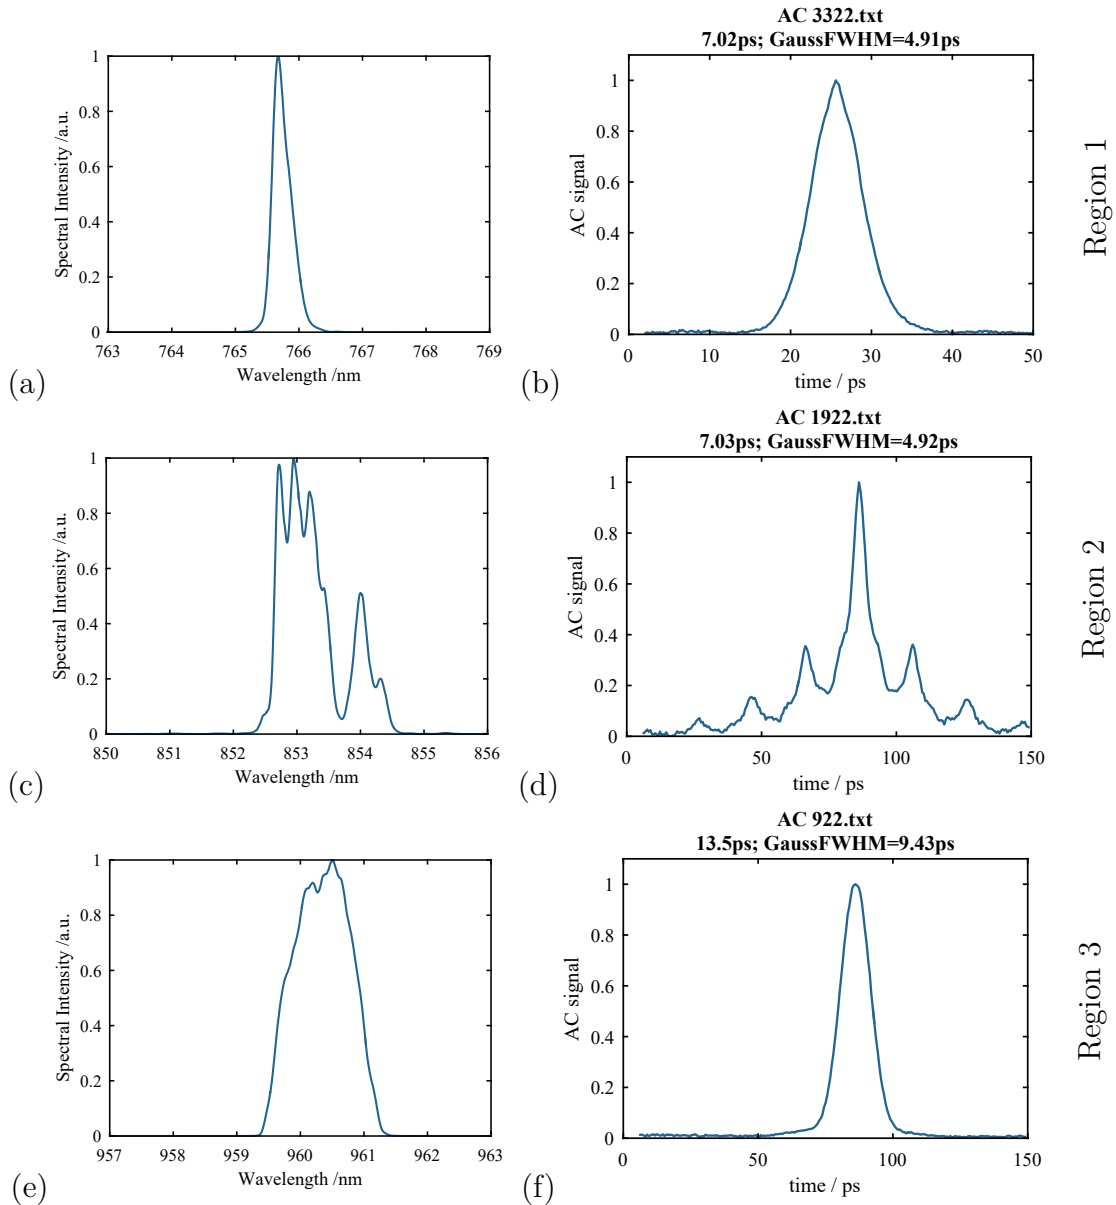 AC 3322.txt
7.02ps; GaussFWHM=4.91ps
Spectral Intensity /a.u.
1
0.8
0.6
0.4
0.2
0
763 764 765 766 767 768 769
Wavelength /nm
(a)
AC signal
1
0.8
0.6
0.4
0.2
0
0 10 20 30 40 50
time / ps
(b)
Region 1
AC 1922.txt
7.03ps; GaussFWHM=4.92ps
Spectral Intensity /a.u.
1
0.8
0.6
0.4
0.2
0
850 851 852 853 854 855 856
Wavelength /nm
(c)
AC signal
1
0.8
0.6
0.4
0.2
0
0 50 100 150
time / ps
(d)
Region 2
AC 922.txt
13.5ps; GaussFWHM=9.43ps
Spectral Intensity /a.u.
1
0.8
0.6
0.4
0.2
0
957 958 959 960 961 962 963
Wavelength /nm
(e)
AC signal
1
0.8
0.6
0.4
0.2
0
0 50 100 150
time / ps
(f)
Region 3